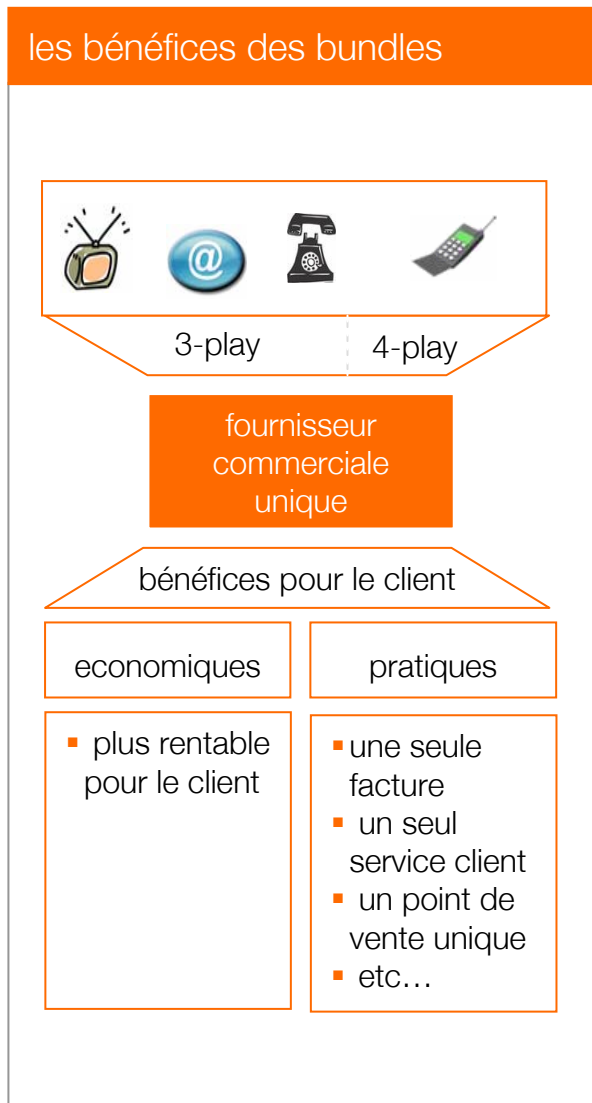 les bénéfices des bundles
@
3-play
4-play
fournisseur
commerciale
unique
bénéfices pour le client
economiques
pratiques
▪ plus rentable
pour le client
▪ une seule
facture
▪ un seul
service client
▪ un point de
vente unique
▪ etc…